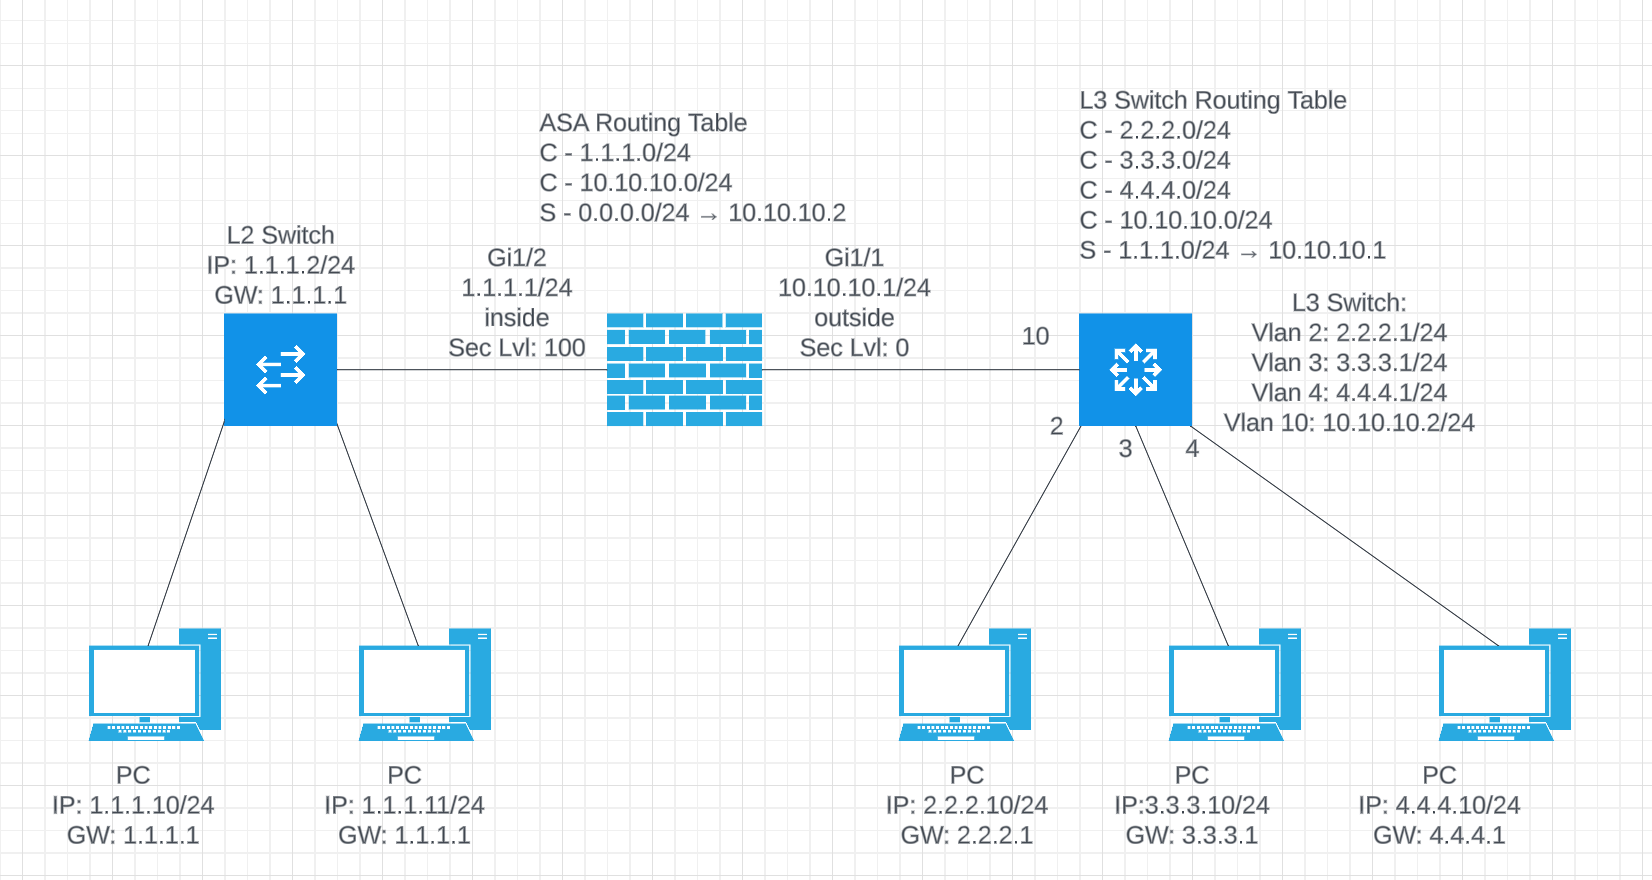 L3 Switch Routing Table
C - 2.2.2.0/24
C - 3.3.3.0/24
C - 4.4.4.0/24
C - 10.10.10.0/24
S - 1.1.1.0/24 → 10.10.10.1
ASA Routing Table
C - 1.1.1.0/24
C - 10.10.10.0/24
S - 0.0.0.0/24 → 10.10.10.2
L2 Switch
IP: 1.1.1.2/24
GW: 1.1.1.1
Gi1/2
1.1.1.1/24
inside
Sec Lvl: 100
Gi1/1
10.10.10.1/24
outside
Sec Lvl: 0
L3 Switch:
Vlan 2: 2.2.2.1/24
Vlan 3: 3.3.3.1/24
Vlan 4: 4.4.4.1/24
Vlan 10: 10.10.10.2/24
10
2
3
4
PC
IP: 1.1.1.10/24
GW: 1.1.1.1
PC
IP: 1.1.1.11/24
GW: 1.1.1.1
PC
IP: 2.2.2.10/24
GW: 2.2.2.1
PC
IP:3.3.3.10/24
GW: 3.3.3.1
PC
IP: 4.4.4.10/24
GW: 4.4.4.1